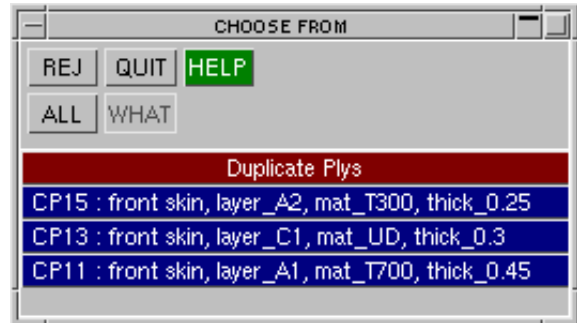 CHOOSE FROM
REJ QUIT HELP
ALL WHAT
Duplicate Plys
CP15 : front skin, layer_A2, mat_T300, thick_0.25
CP13 : front skin, layer_C1, mat_UD, thick_0.3
CP11 : front skin, layer_A1, mat_T700, thick_0.45